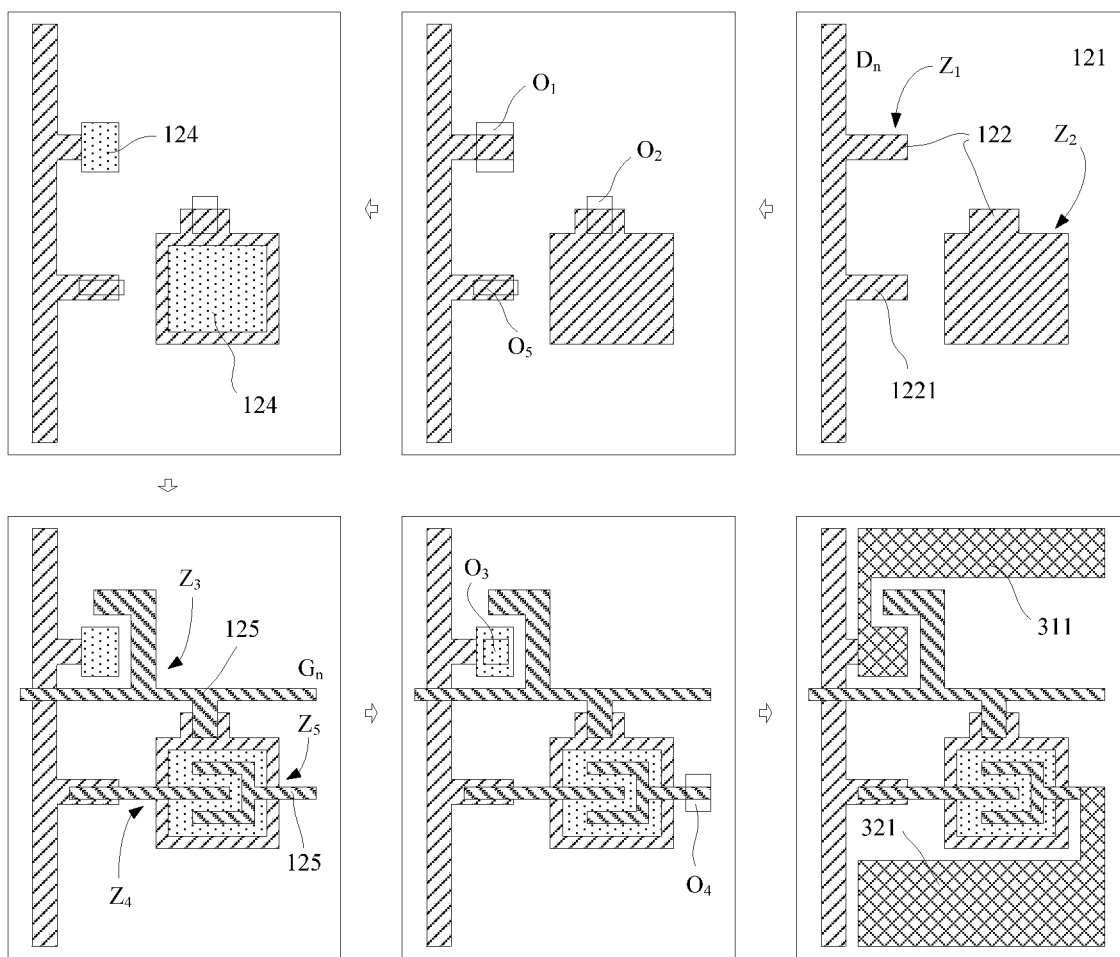 124
124
O₁
O₂
O₅
Dₙ
Z₁
121
122
Z₂
1221
Z₃
125
Gₙ
Z₅
Z₄
125
O₃
O₄
311
321